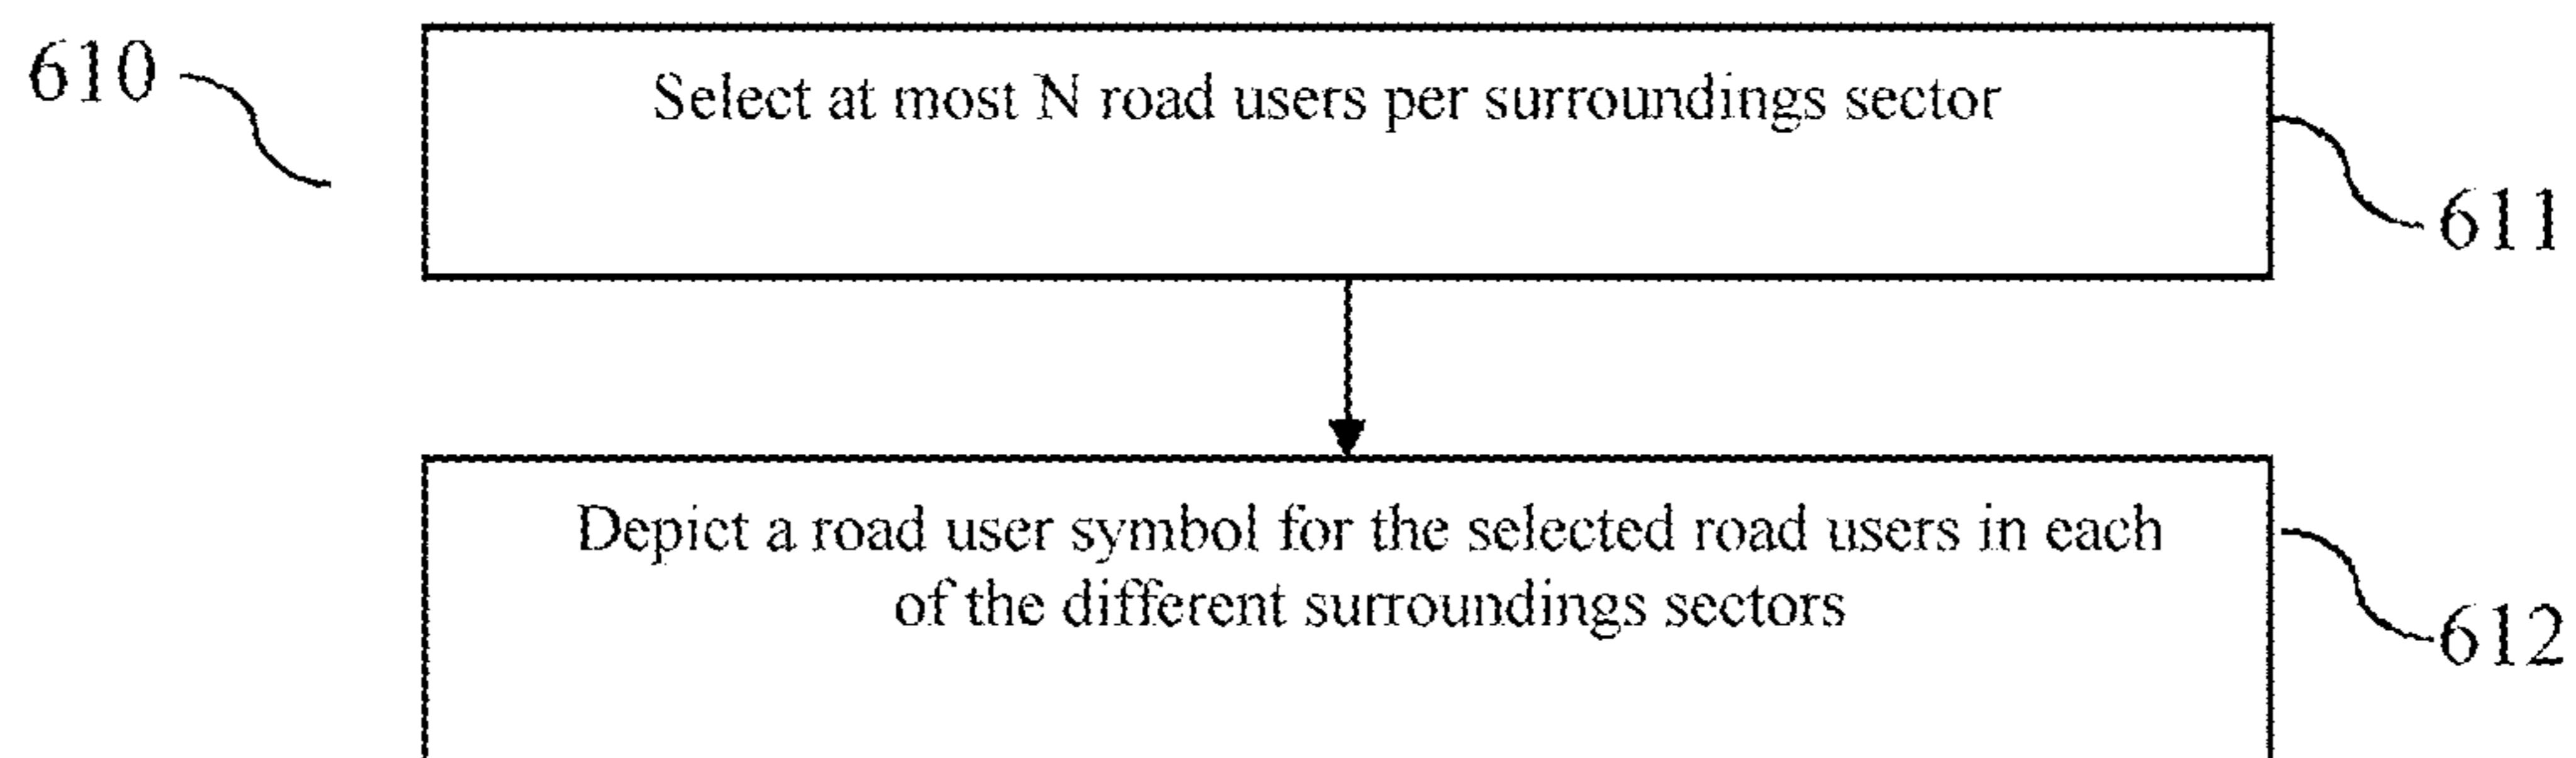 610
Select at most N road users per surroundings sector
611
Depict a road user symbol for the selected road users in each
of the different surroundings sectors
612